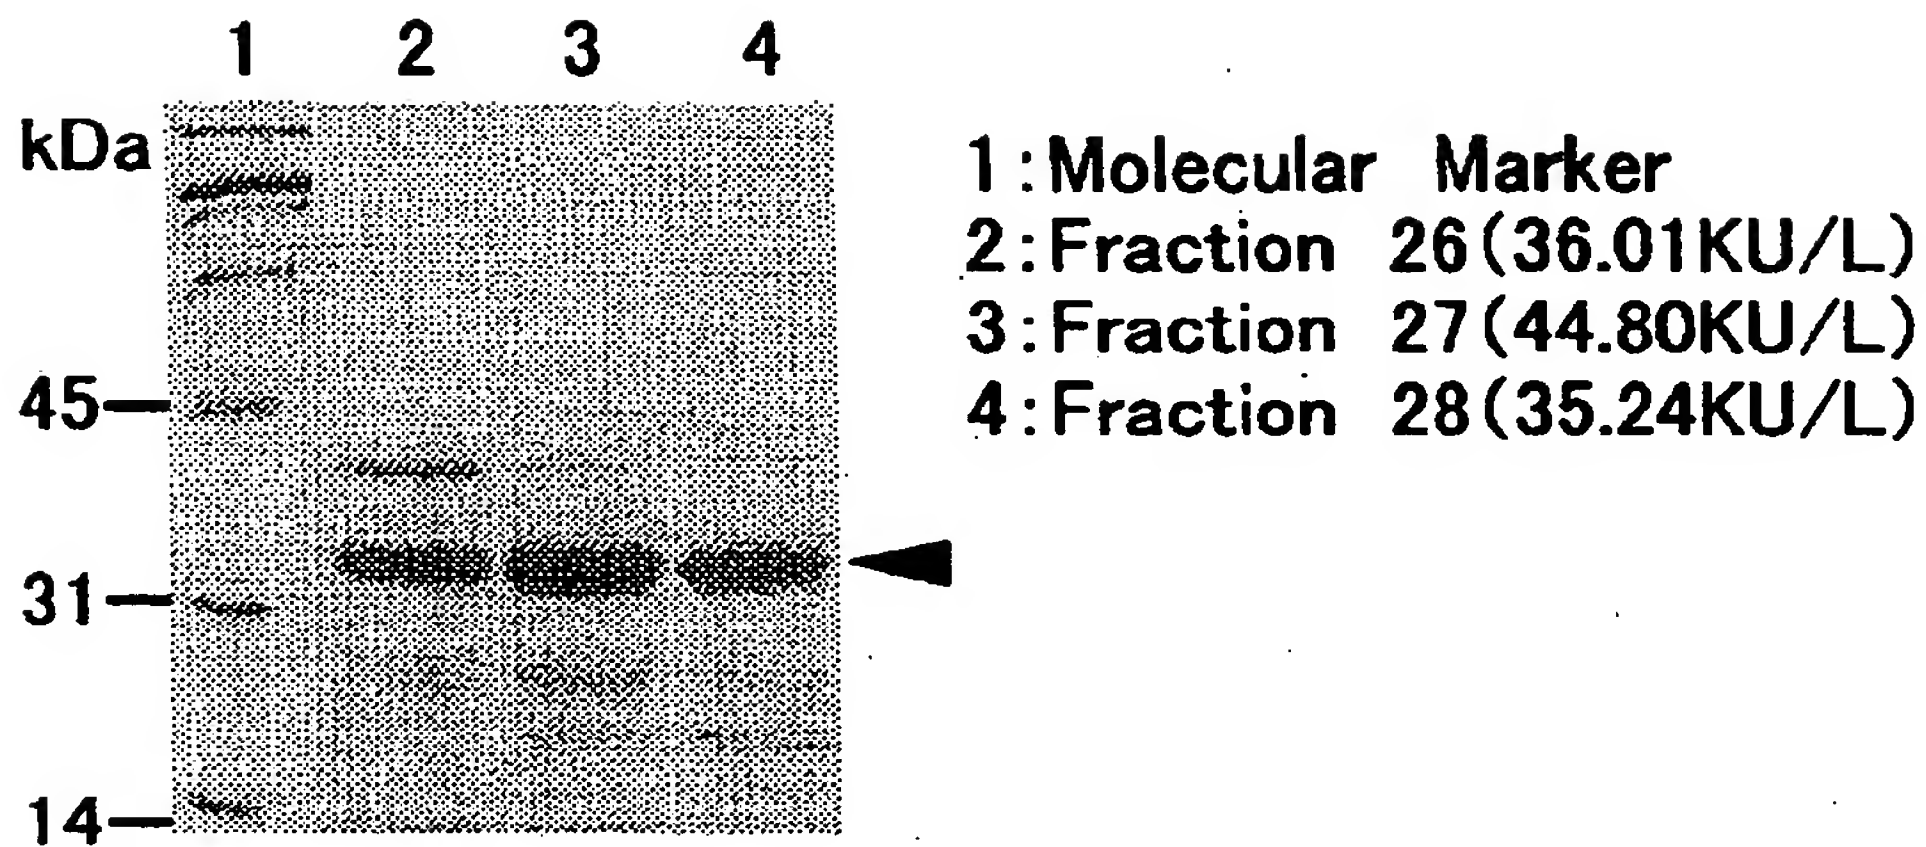 1 2 3 4
kDa
45
31
14
1:Molecular Marker
2:Fraction 26(36.01KU/L)
3:Fraction 27(44.80KU/L)
4:Fraction 28(35.24KU/L)